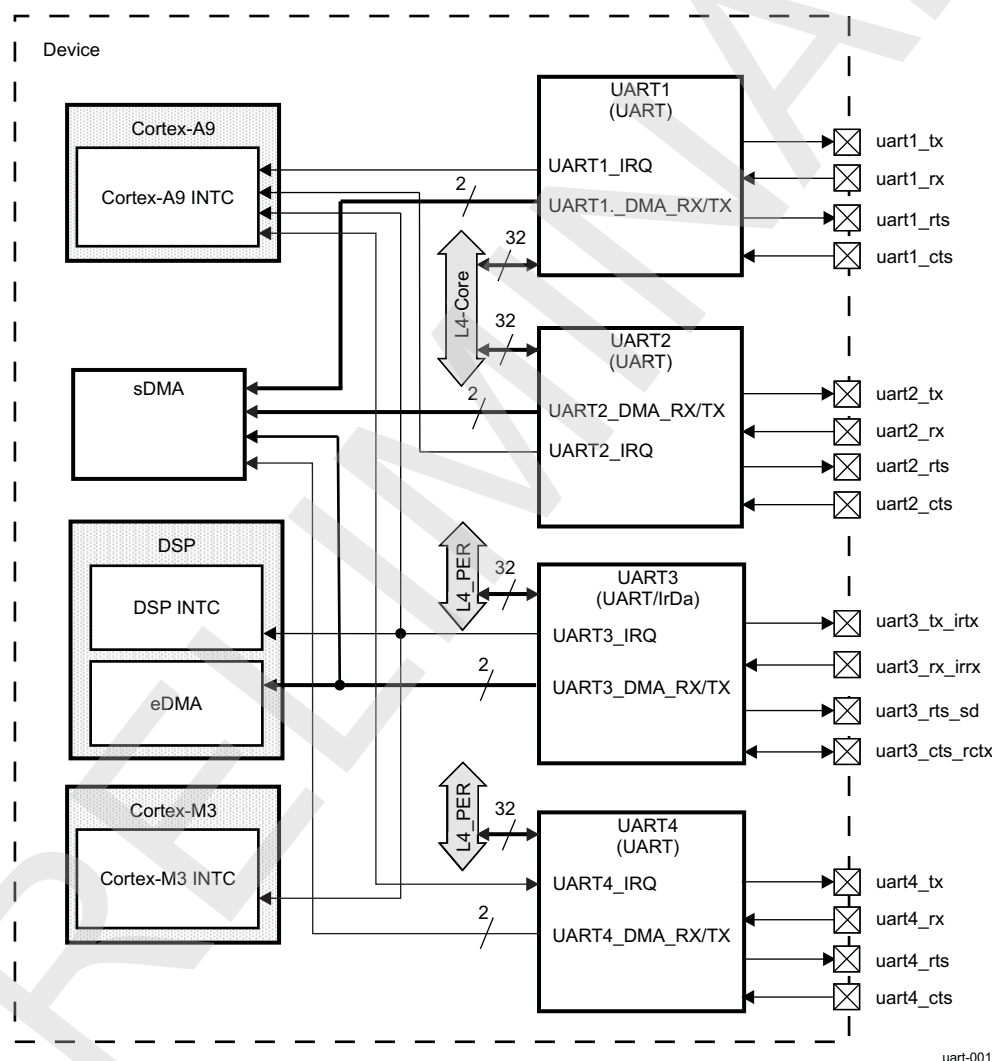 Device
Cortex-A9
Cortex-A9 INTC
UART1
(UART)
UART1_IRQ
UART1._DMA_RX/TX
2
32
L4-Core
uart1_tx
uart1_rx
uart1_rts
uart1_cts
32
UART2
(UART)
sDMA
2
UART2_DMA_RX/TX
UART2_IRQ
uart2_tx
uart2_rx
uart2_rts
uart2_cts
DSP
DSP INTC
eDMA
L4_PER
32
UART3
(UART/IrDa)
UART3_IRQ
2
UART3_DMA_RX/TX
uart3_tx_irtx
uart3_rx_irrx
uart3_rts_sd
uart3_cts_rctx
Cortex-M3
Cortex-M3 INTC
L4_PER
32
UART4
(UART)
UART4_IRQ
2
UART4_DMA_RX/TX
uart4_tx
uart4_rx
uart4_rts
uart4_cts
uart-001
PRELIMINARY